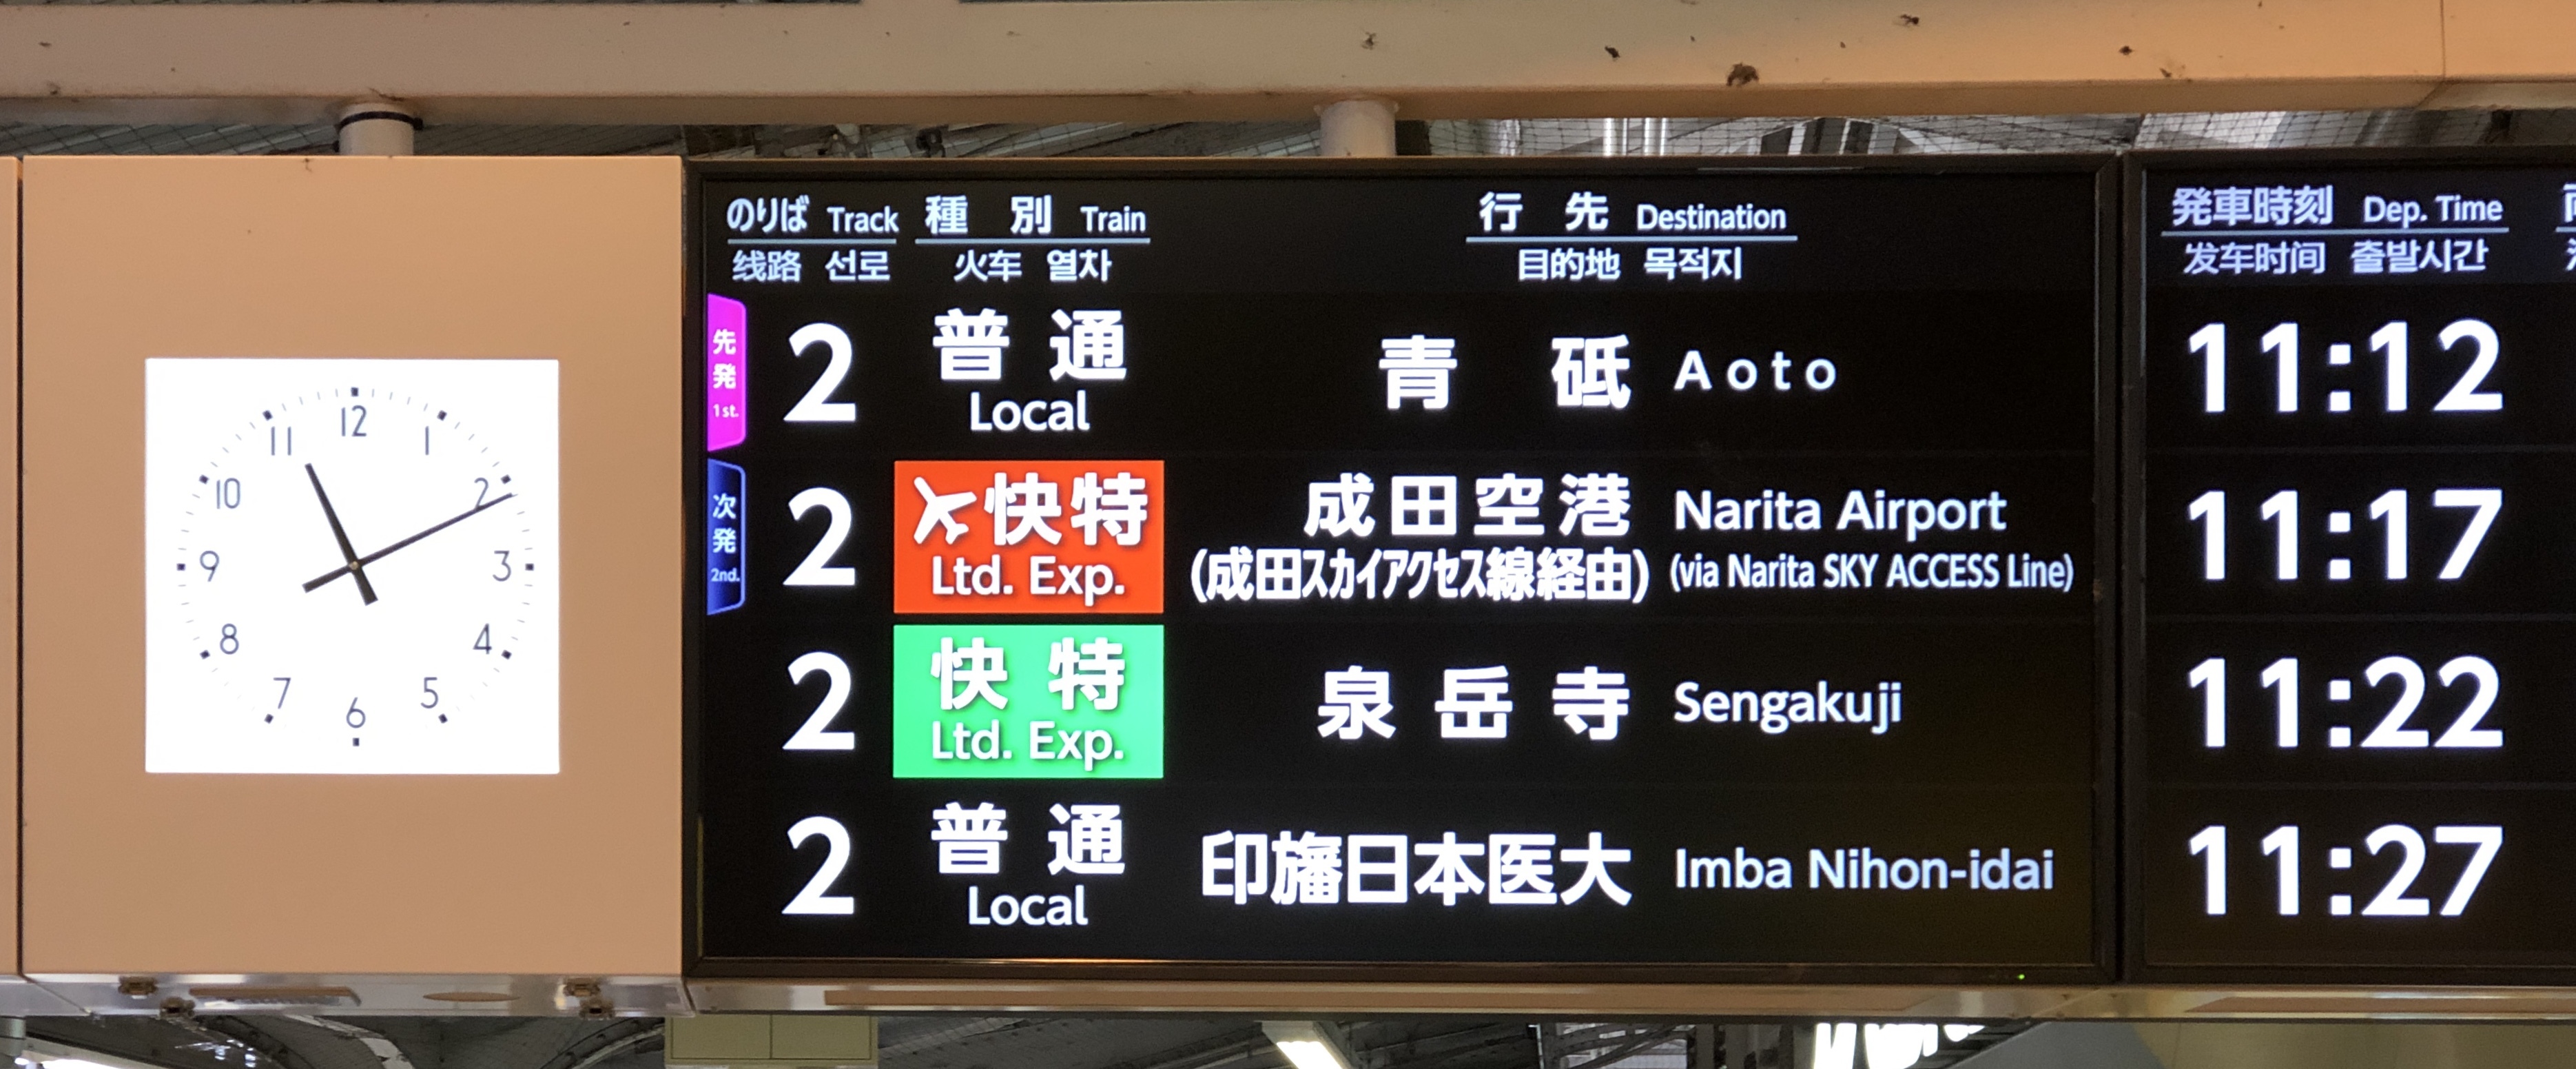 12
11
1
10
2
9
3
8
4
7
5
6
のりば Track 種別 Train 行先 Destination 発車時刻 Dep. Time
线路 선로 火车 열차 目的地 목적지 发车时间 출발시간
先発 1st. 2 普通 Local 青砥 Aoto 11:12
次発 2nd. 2 快特 Ltd. Exp. 成田空港 Narita Airport 11:17
(成田スカイアクセス線経由) (via Narita SKY ACCESS Line)
2 快特 Ltd. Exp. 泉岳寺 Sengakuji 11:22
2 普通 Local 印旛日本医大 Imba Nihon-idai 11:27